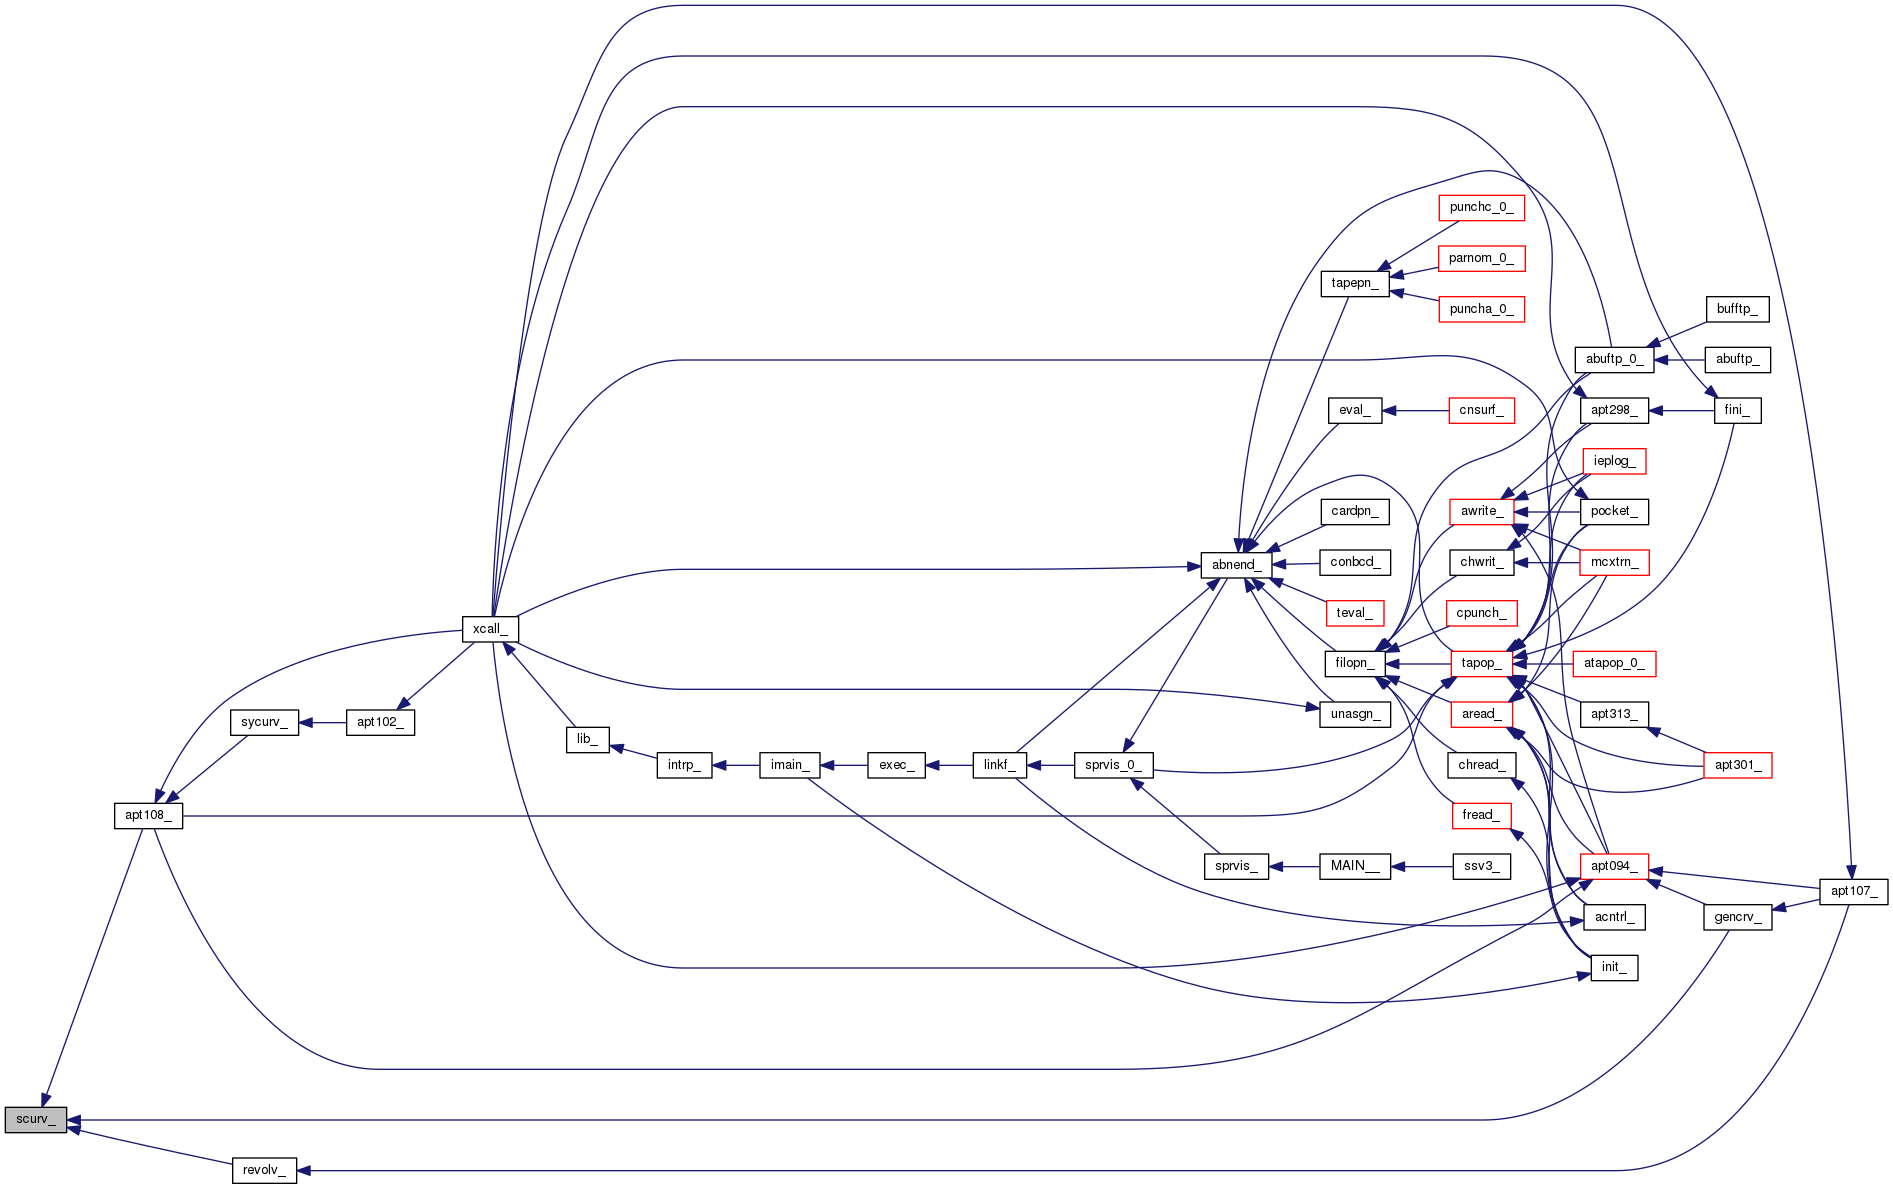 punchc_0_
parnom_0_
tapepn_
puncha_0_
bufftp_
abuftp_0_
abuftp_
eval_
cnsurf_
apt298_
fini_
ieplog_
cardpn_
awrite_
pocket_
abnend_
conbcd_
chwrit_
mcxtrn_
teval_
cpunch_
xcall_
filopn_
tapop_
atapop_0_
sycurv_
apt102_
unasgn_
aread_
apt313_
lib_
intrp_
imain_
exec_
linkf_
sprvis_0_
chread_
apt301_
apt108_
fread_
sprvis_
MAIN__
ssv3_
apt094_
apt107_
acntrl_
gencrv_
init_
scurv_
revolv_